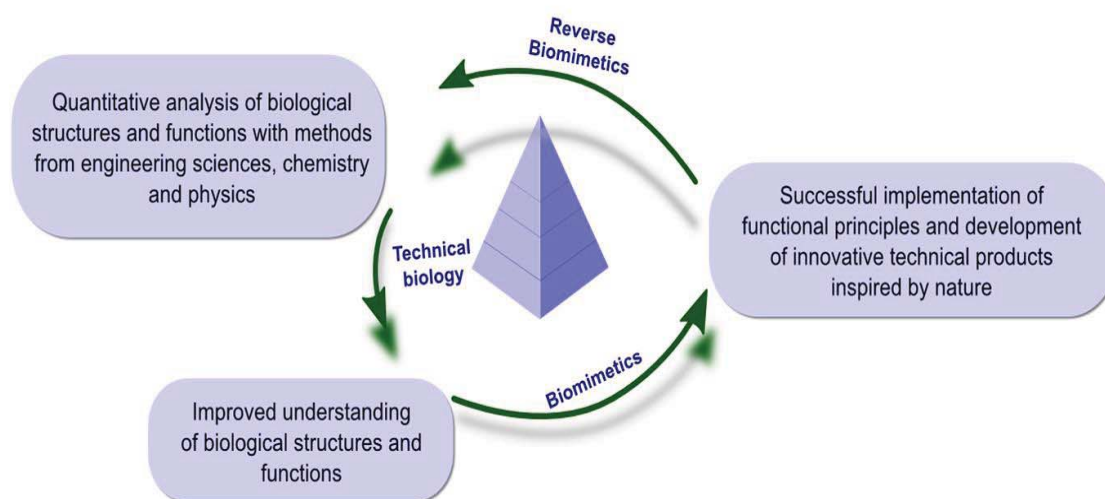 Reverse
Biomimetics
Quantitative analysis of biological
structures and functions with methods
from engineering sciences, chemistry
and physics
Successful implementation of
functional principles and development
of innovative technical products
inspired by nature
Technical
biology
Biomimetics
Improved understanding
of biological structures and
functions